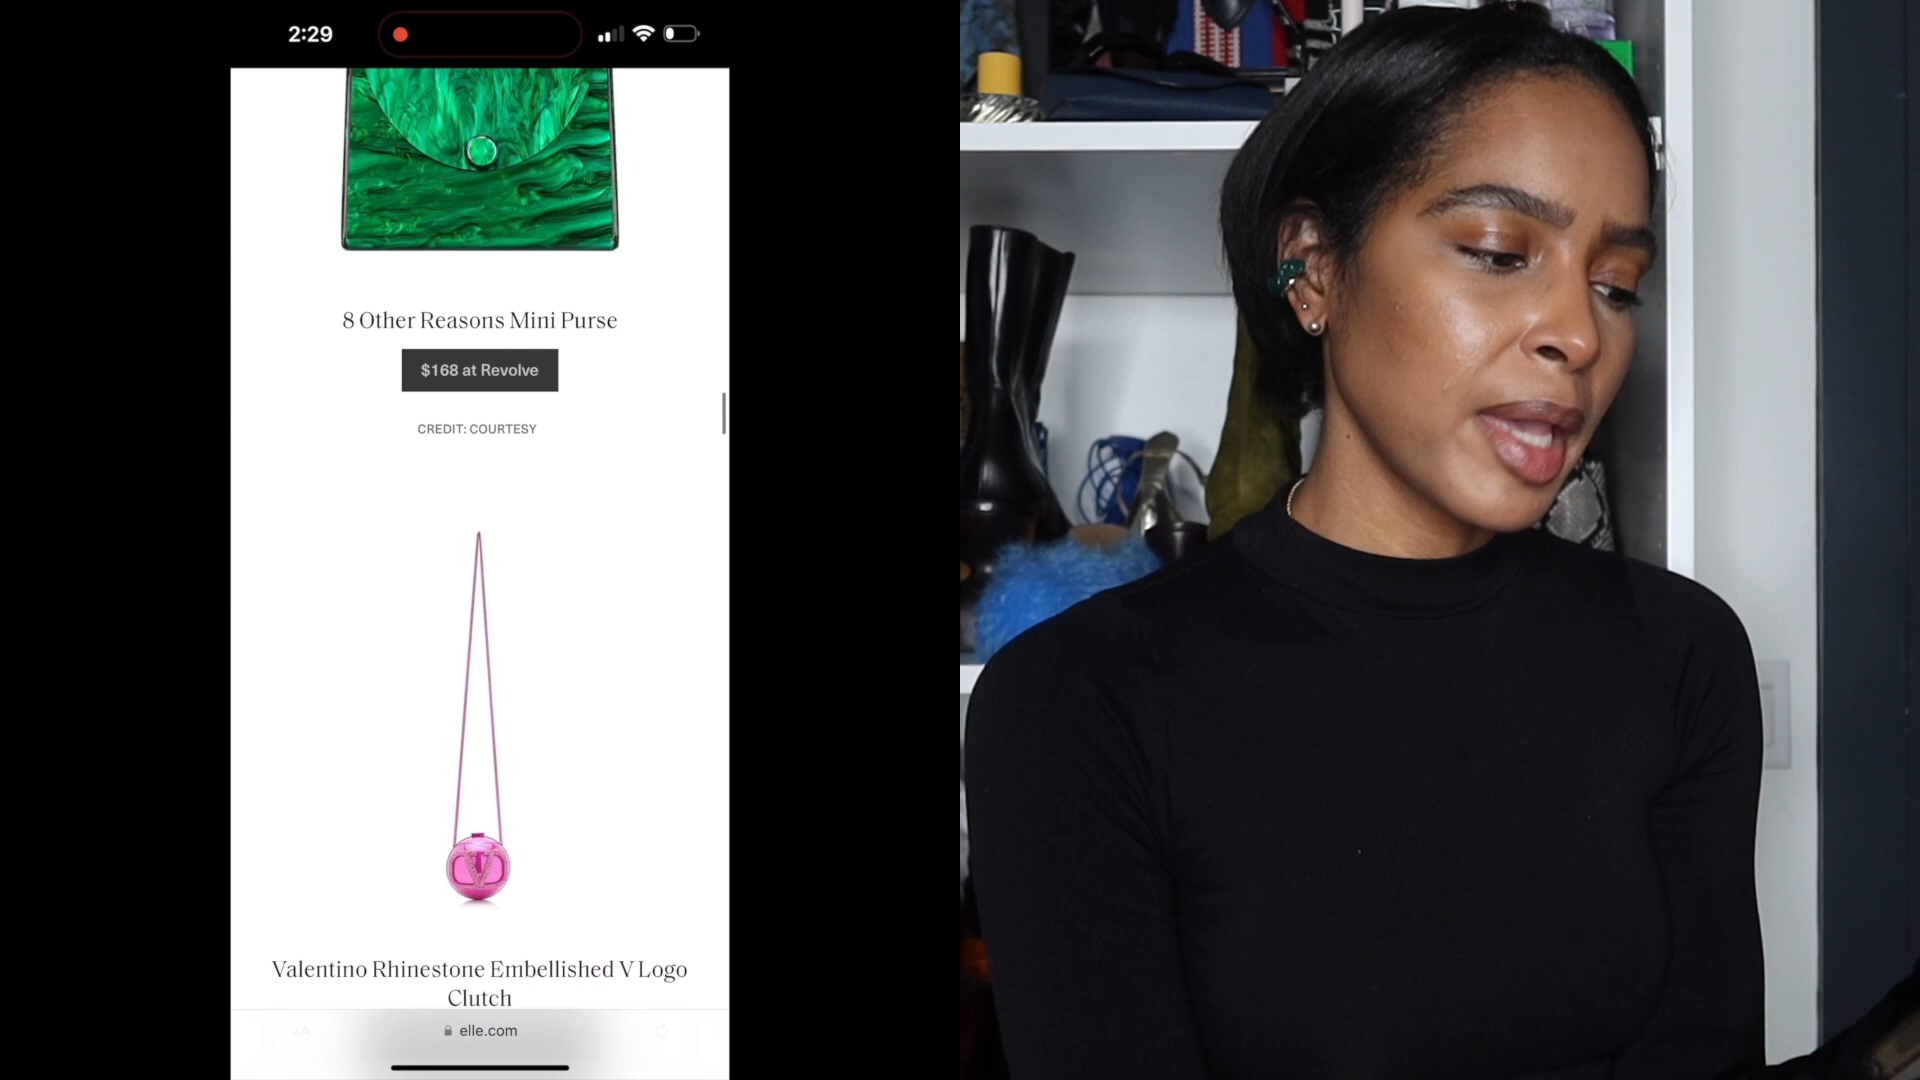 2:29
8 Other Reasons Mini Purse
$168 at Revolve
CREDIT: COURTESY
Valentino Rhinestone Embellished V Logo
Clutch
AA
elle.com